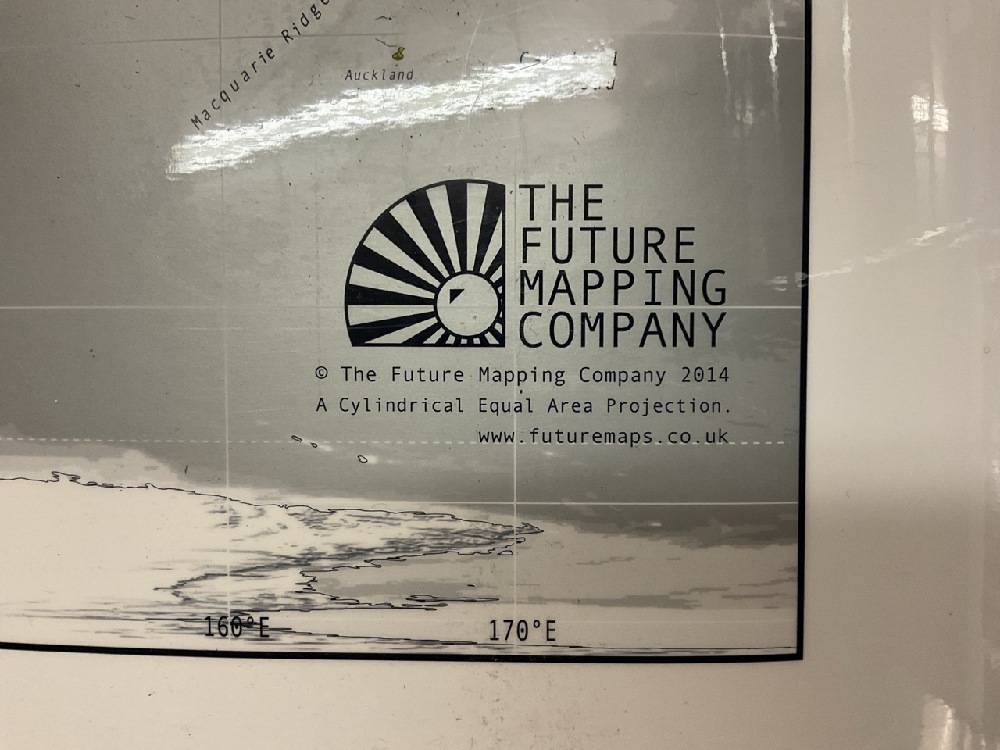 Macquarie Ridge
Auckland
THE
FUTURE
MAPPING
COMPANY
© The Future Mapping Company 2014
A Cylindrical Equal Area Projection.
www.futuremaps.co.uk
160°E
170°E